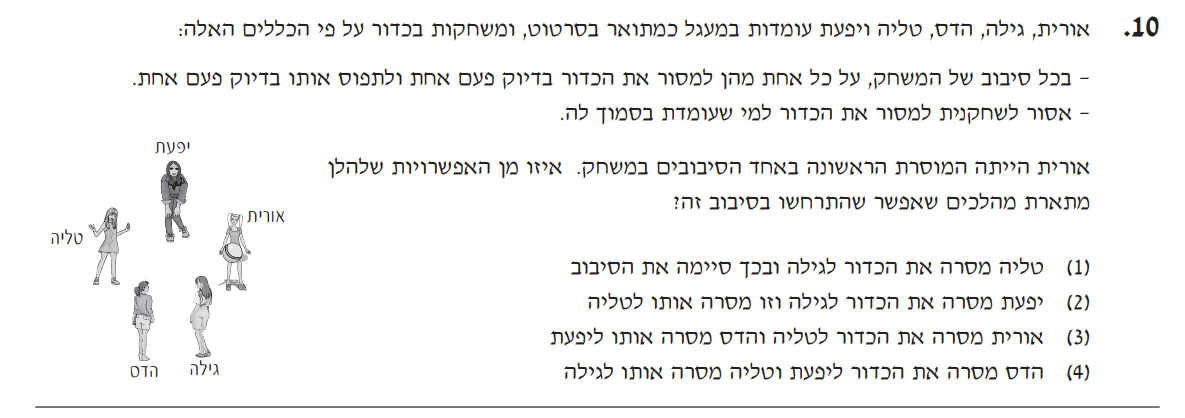 10. אורית, גילה, הדס, טליה ויפעת עומדות במעגל כמתואר בסרטוט, ומשחקות בכדור על פי הכללים האלה:
– בכל סיבוב של המשחק, על כל אחת מהן למסור את הכדור בדיוק פעם אחת ולתפוס אותו בדיוק פעם אחת.
– אסור לשחקנית למסור את הכדור למי שעומדת בסמוך לה.
אורית הייתה המוסרת הראשונה באחד הסיבובים במשחק. איזו מן האפשרויות שלהלן
מתארת מהלכים שאפשר שהתרחשו בסיבוב זה?
(1) טליה מסרה את הכדור לגילה ובכך סיימה את הסיבוב
(2) יפעת מסרה את הכדור לגילה וזו מסרה אותו לטליה
(3) אורית מסרה את הכדור לטליה והדס מסרה אותו ליפעת
(4) הדס מסרה את הכדור ליפעת וטליה מסרה אותו לגילה
יפעת
אורית
טליה
גילה
הדס